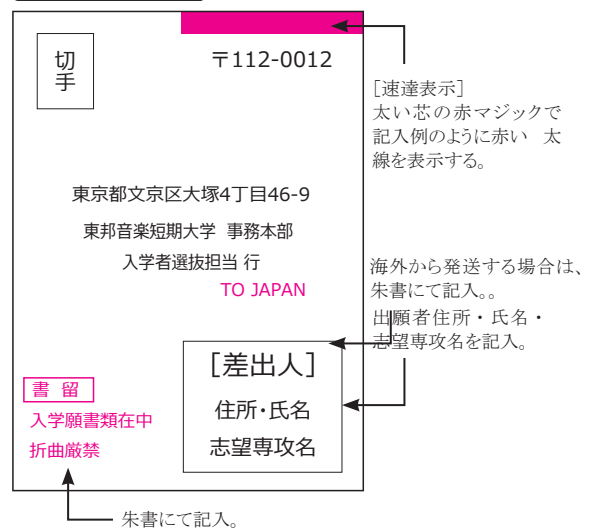 切手
〒112-0012
[速達表示]
太い芯の赤マジックで
記入例のように赤い 太
線を表示する。
東京都文京区大塚4丁目46-9
東邦音楽短期大学 事務本部
入学者選抜担当 行
TO JAPAN
海外から発送する場合は、
朱書にて記入。。
出願者住所・氏名・
志望専攻名を記入。
[差出人]
住所・氏名
志望専攻名
書 留
入学願書類在中
折曲厳禁
朱書にて記入。